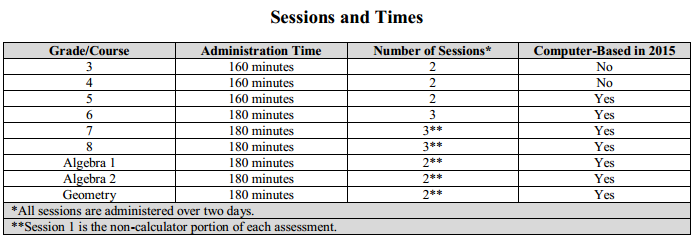 Sessions and Times
Grade/Course Administration Time Number of Sessions* Computer-Based in 2015
3 160 minutes 2 No
4 160 minutes 2 No
5 160 minutes 2 Yes
6 180 minutes 3 Yes
7 180 minutes 3** Yes
8 180 minutes 3** Yes
Algebra 1 180 minutes 2** Yes
Algebra 2 180 minutes 2** Yes
Geometry 180 minutes 2** Yes
*All sessions are administered over two days.
**Session 1 is the non-calculator portion of each assessment.